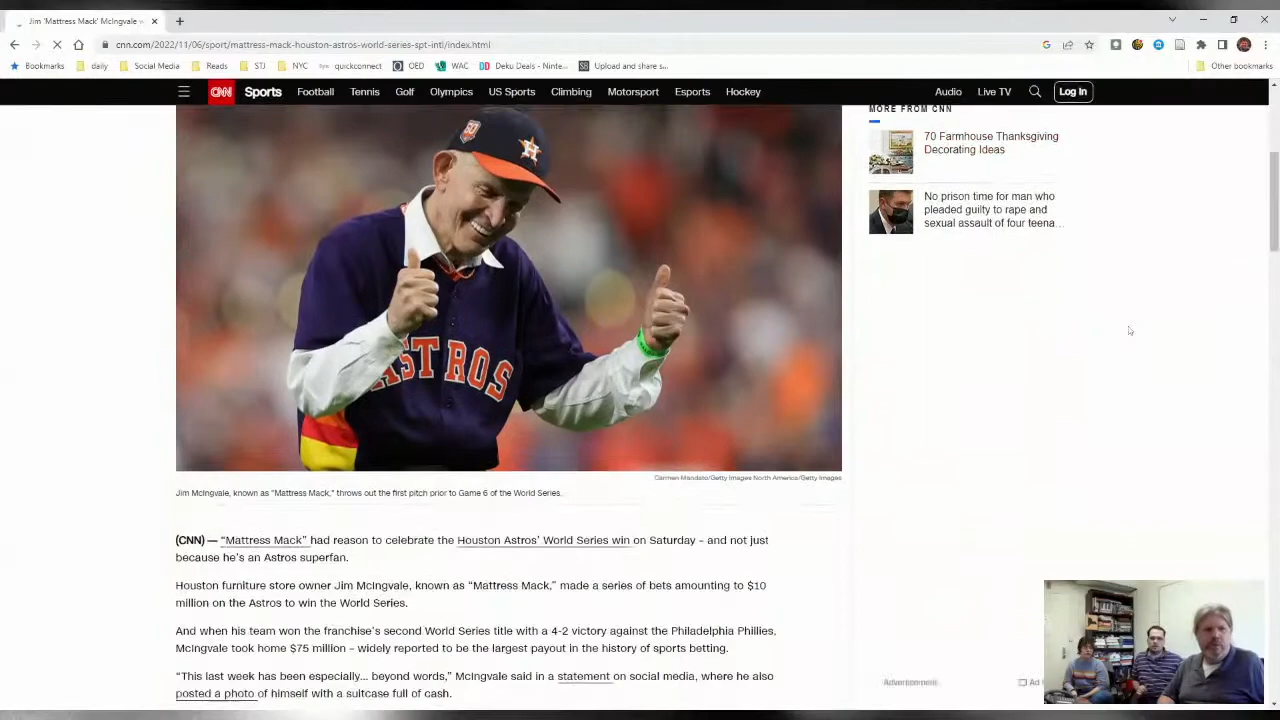 Jim 'Mattress Mack' McIngvale w
cnn.com/2022/11/06/sport/mattress-mack-houston-astros-world-series-spt-intl/index.html
Bookmarks daily Social Media Reads STJ NYC quickconnect OED WAC Deku Deals - Ninte... Upload and share s... Other bookmarks
CNN Sports Football Tennis Golf Olympics US Sports Climbing Motorsport Esports Hockey Audio Live TV Log In
MORE FROM CNN
70 Farmhouse Thanksgiving
Decorating Ideas
No prison time for man who
pleaded guilty to rape and
sexual assault of four teena...
ASTROS
Carmen Mandato/Getty Images North America/Getty Images
Jim McIngvale, known as "Mattress Mack," throws out the first pitch prior to Game 6 of the World Series.
(CNN) — "Mattress Mack" had reason to celebrate the Houston Astros' World Series win on Saturday – and not just
because he's an Astros superfan.
Houston furniture store owner Jim McIngvale, known as "Mattress Mack," made a series of bets amounting to $10
million on the Astros to win the World Series.
And when his team won the franchise's second World Series title with a 4-2 victory against the Philadelphia Phillies,
McIngvale took home $75 million – widely reported to be the largest payout in the history of sports betting.
"This last week has been especially... beyond words," McIngvale said in a statement on social media, where he also
posted a photo of himself with a suitcase full of cash.
Advertisement
Ad